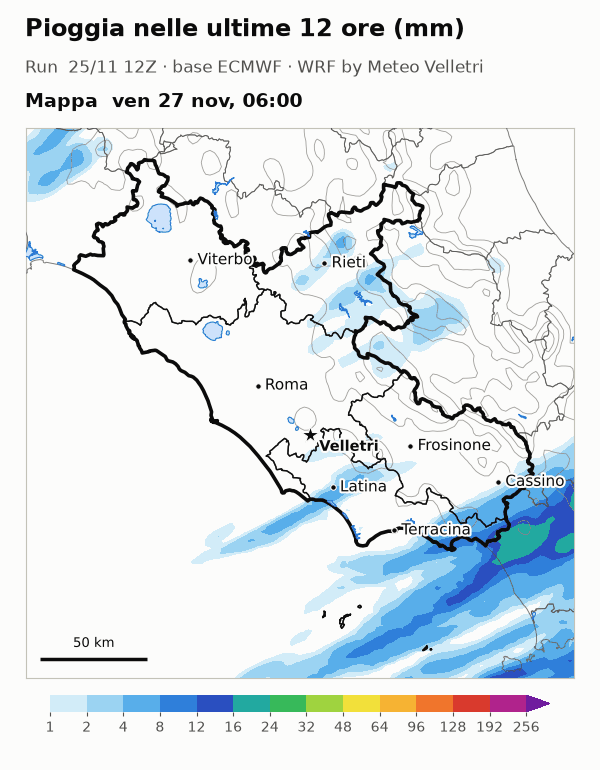 Pioggia nelle ultime 12 ore (mm)
Run  25/11 12Z · base ECMWF · WRF by Meteo Velletri
Mappa  ven 27 nov, 06:00
Viterbo
Rieti
Roma
Velletri
Frosinone
Latina
Cassino
Terracina
50 km
1 2 4 8 12 16 24 32 48 64 96 128 192 256